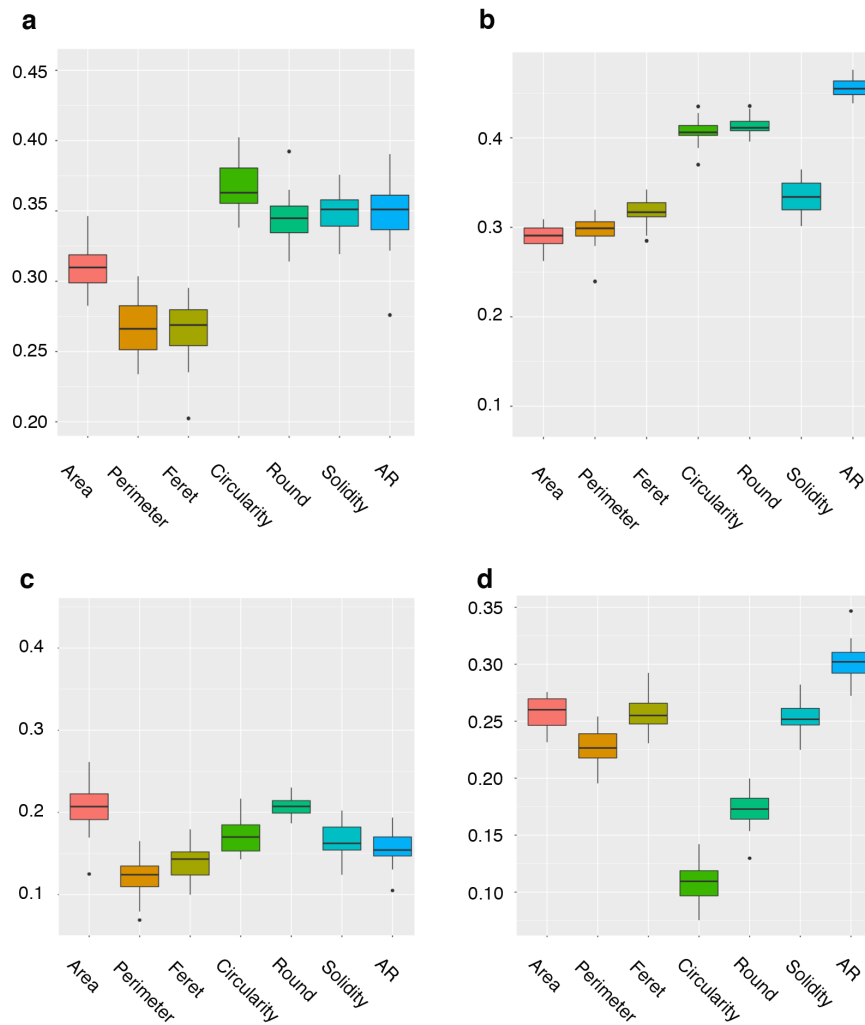 a
0.45
0.40
0.35
0.30
0.25
0.20
Area
Perimeter
Feret
Circularity
Round
Solidity
AR
b
0.4
0.3
0.2
0.1
Area
Perimeter
Feret
Circularity
Round
Solidity
AR
c
0.4
0.3
0.2
0.1
Area
Perimeter
Feret
Circularity
Round
Solidity
AR
d
0.35
0.30
0.25
0.20
0.15
0.10
Area
Perimeter
Feret
Circularity
Round
Solidity
AR